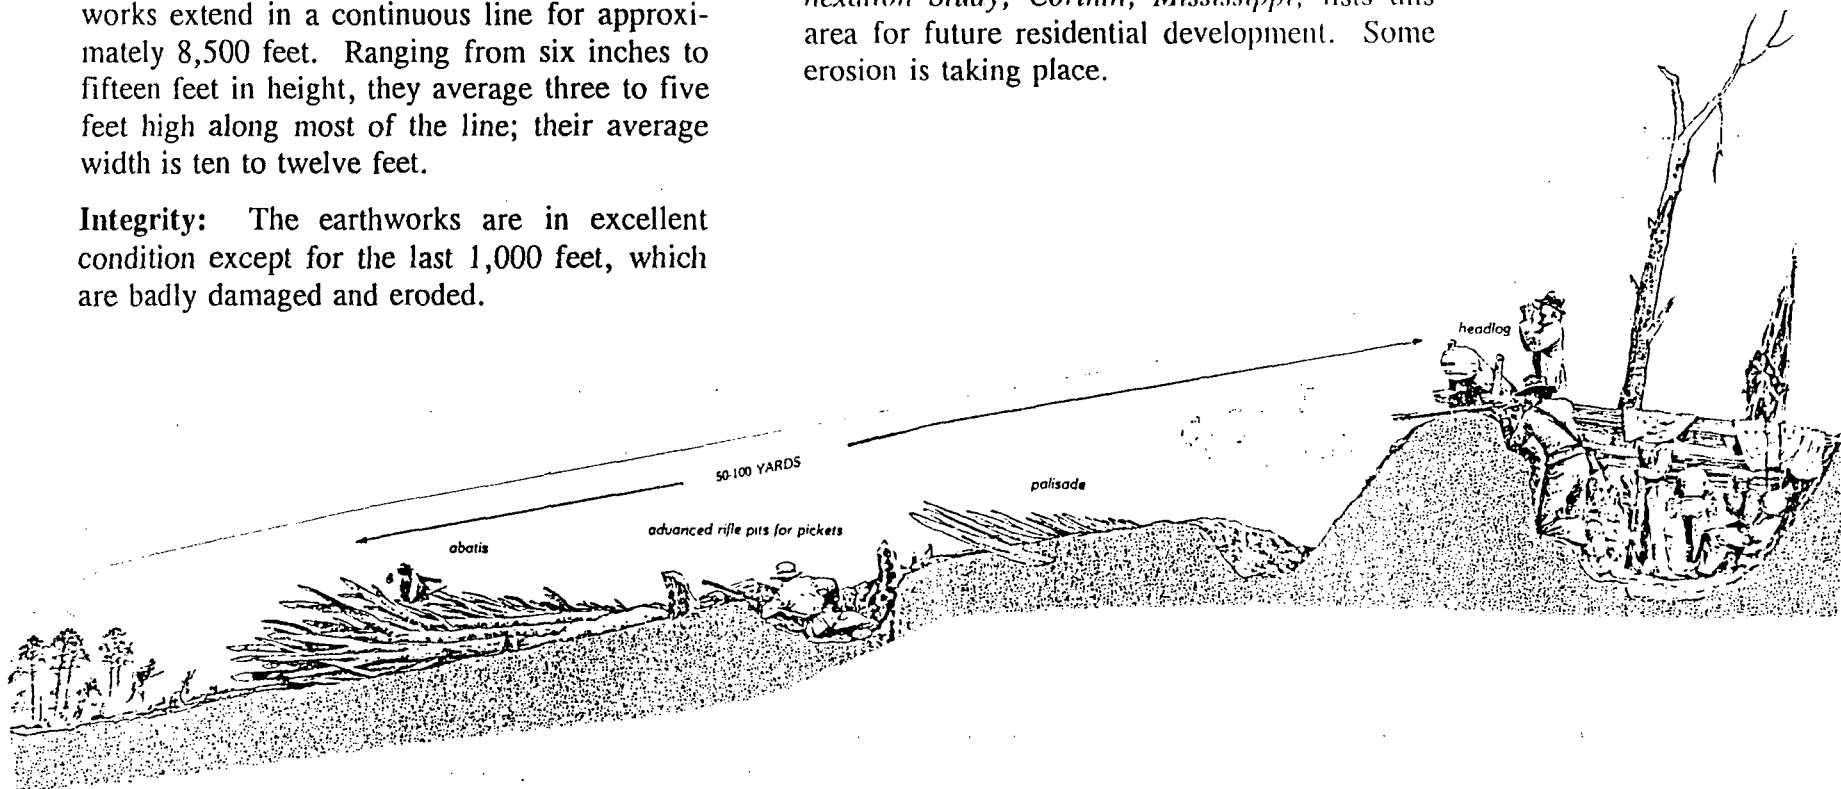 works extend in a continuous line for approxi-
mately 8,500 feet. Ranging from six inches to
fifteen feet in height, they average three to five
feet high along most of the line; their average
width is ten to twelve feet.
Integrity: The earthworks are in excellent
condition except for the last 1,000 feet, which
are badly damaged and eroded.
hexation Study, Corinth, Mississippi, lists this
area for future residential development. Some
erosion is taking place.
headlog
50-100 YARDS
palisade
advanced rifle pits for pickets
abatis